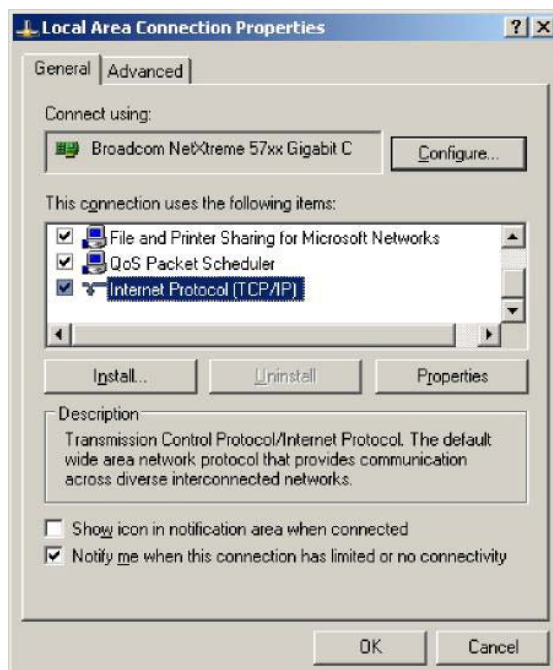 Local Area Connection Properties
General Advanced
Connect using:
Broadcom NetXtreme 57xx Gigabit C Configure...
This connection uses the following items:
File and Printer Sharing for Microsoft Networks
QoS Packet Scheduler
Internet Protocol (TCP/IP)
Install... Uninstall Properties
Description
Transmission Control Protocol/Internet Protocol. The default
wide area network protocol that provides communication
across diverse interconnected networks.
Show icon in notification area when connected
Notify me when this connection has limited or no connectivity
OK Cancel